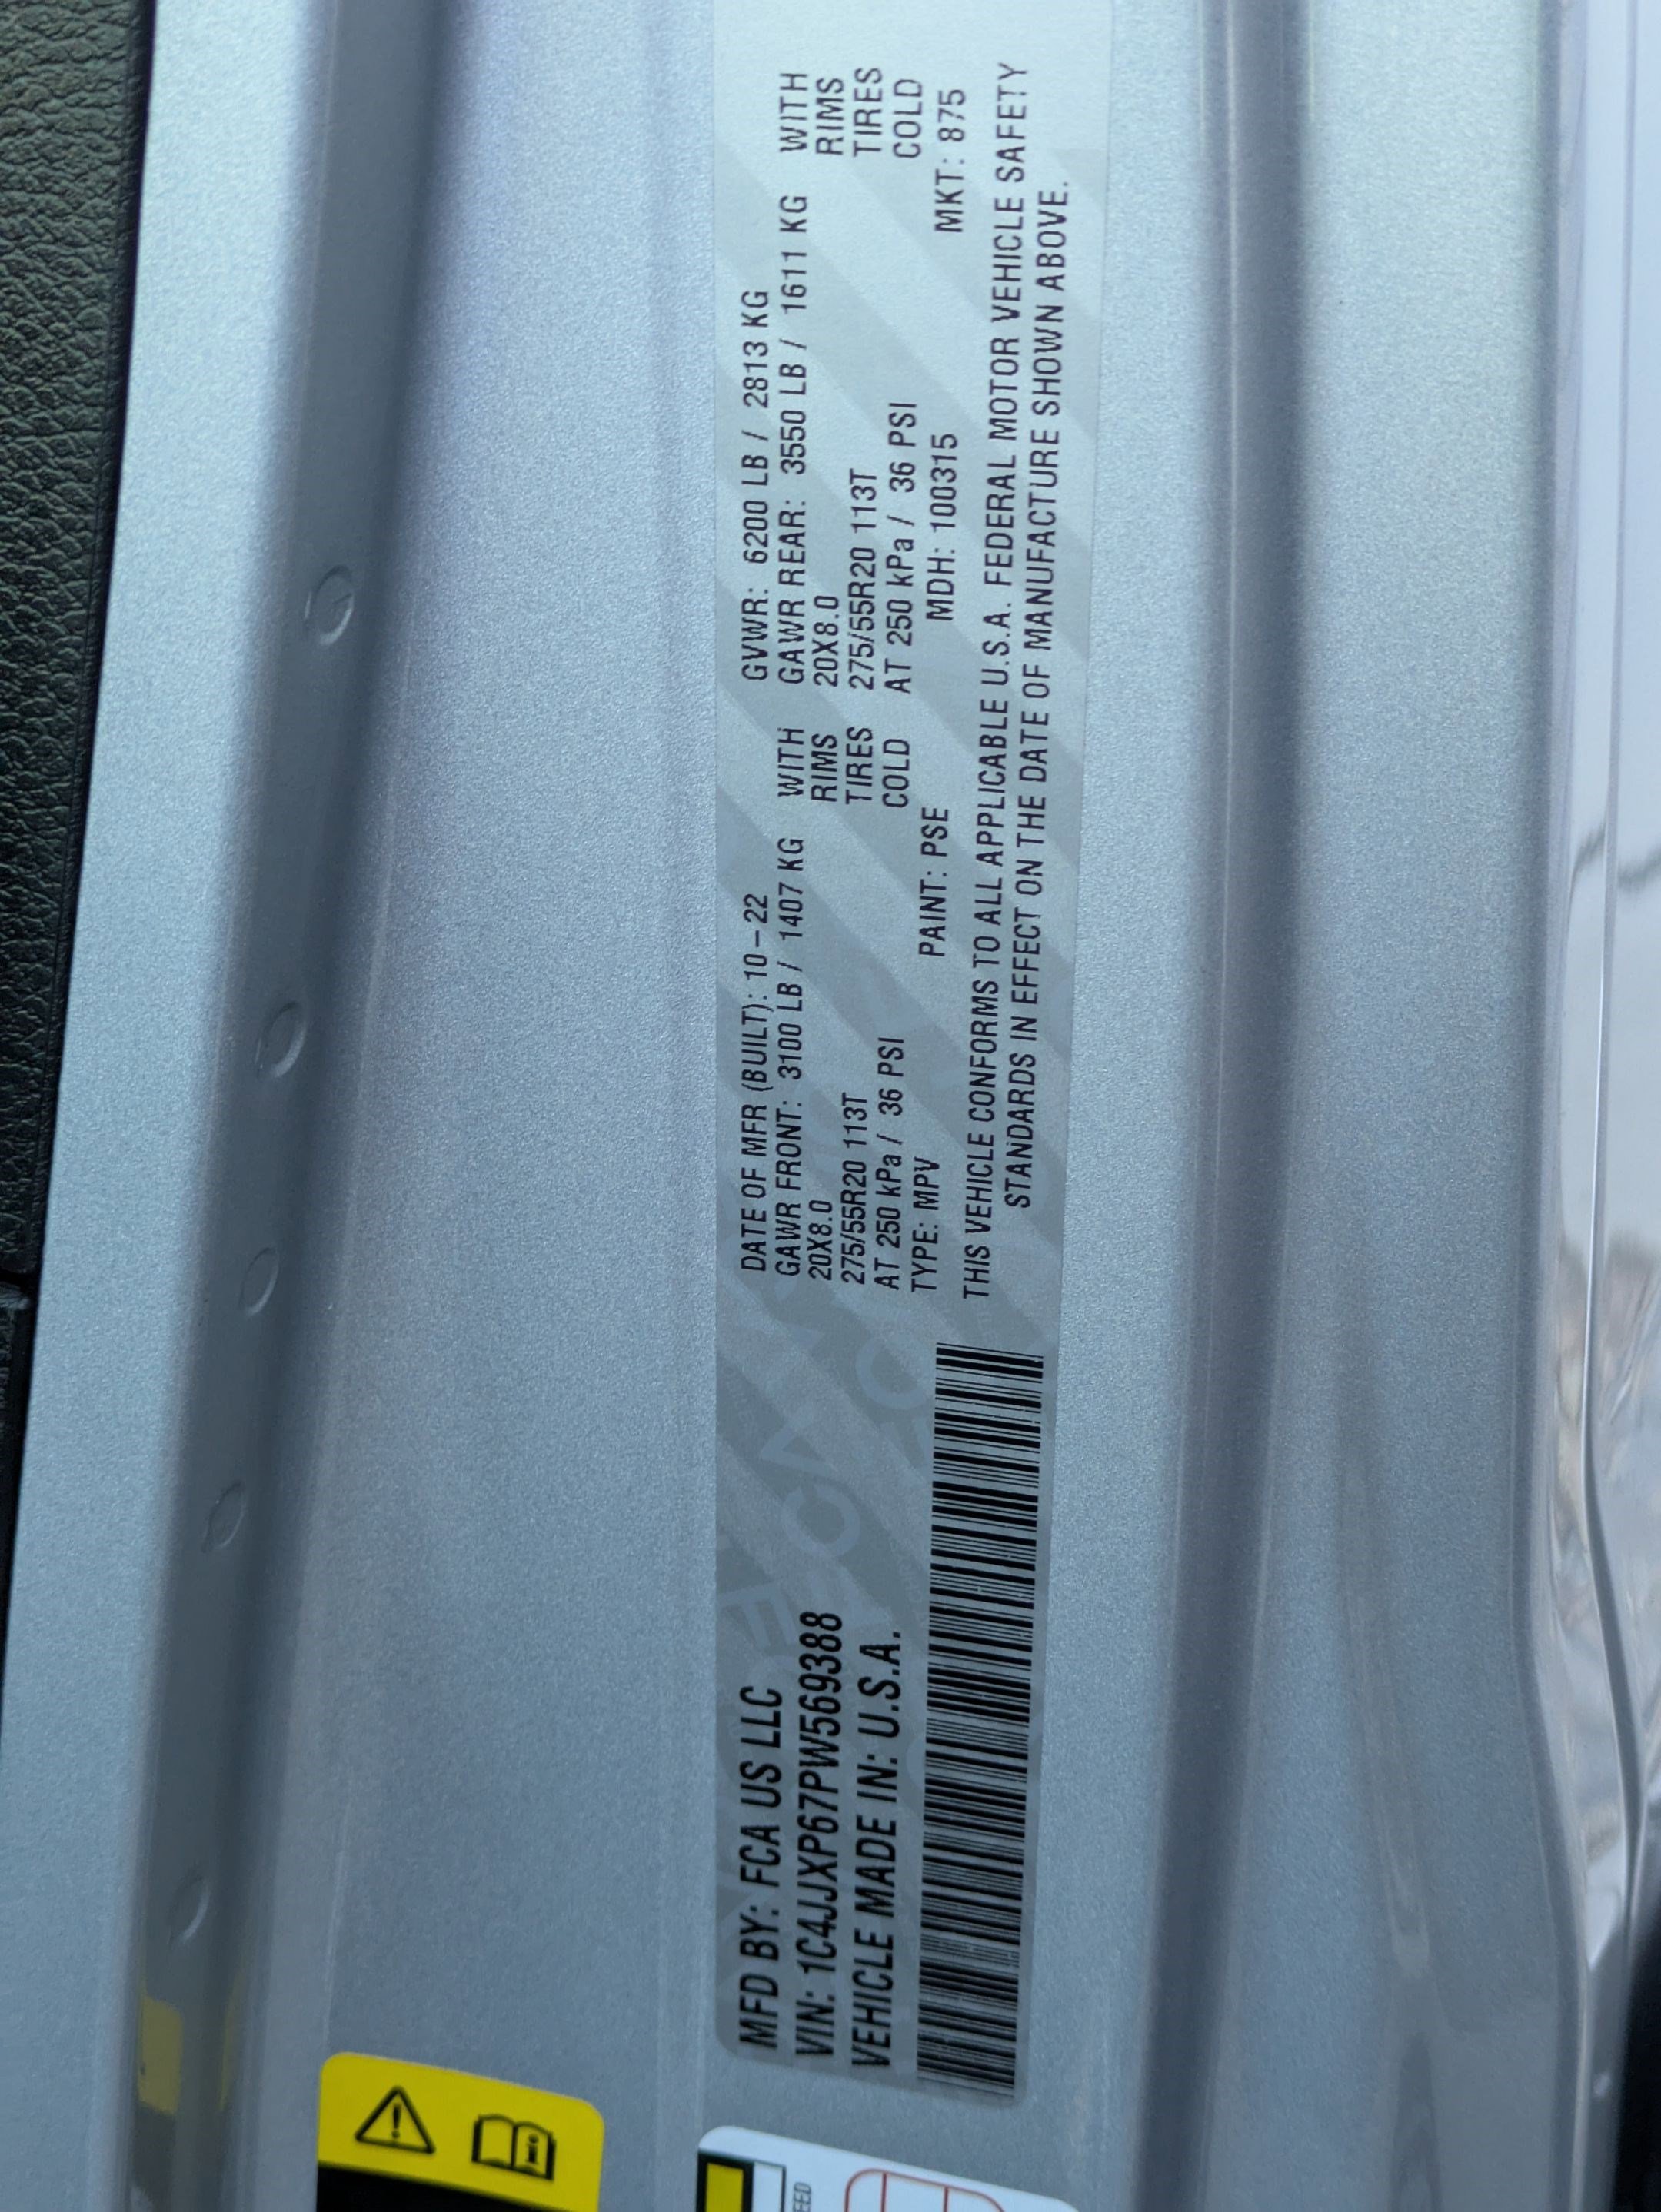 MFD BY: FCA US LLC
VIN: 1C4JJXP67PW569388
VEHICLE MADE IN: U.S.A.
DATE OF MFR (BUILT): 10-22 GVWR: 6200 LB / 2813 KG
GAWR FRONT: 3100 LB / 1407 KG WITH GAWR REAR: 3550 LB / 1611 KG WITH
20X8.0 RIMS 20X8.0 RIMS
275/55R20 113T TIRES 275/55R20 113T TIRES
AT 250 kPa / 36 PSI COLD AT 250 kPa / 36 PSI COLD
TYPE: MPV PAINT: PSE MDH: 100315 MKT: 875
THIS VEHICLE CONFORMS TO ALL APPLICABLE U.S.A. FEDERAL MOTOR VEHICLE SAFETY
STANDARDS IN EFFECT ON THE DATE OF MANUFACTURE SHOWN ABOVE.